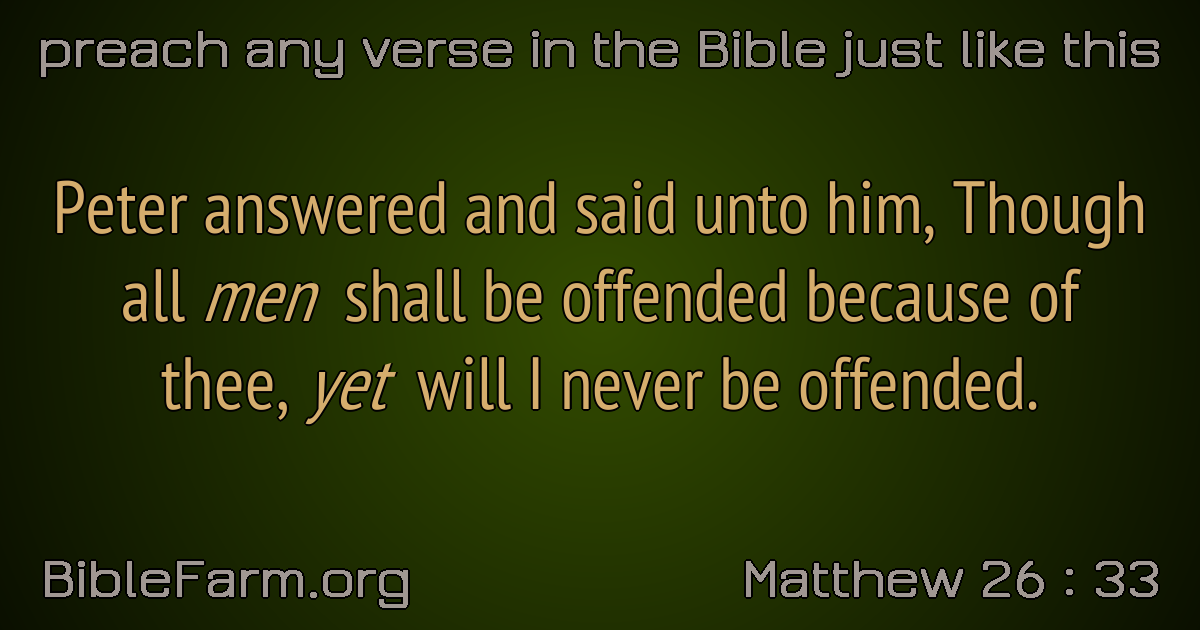 preach any verse in the Bible just like this
Peter answered and said unto him, Though
all men shall be offended because of
thee, yet will I never be offended.
BibleFarm.org
Matthew 26 : 33